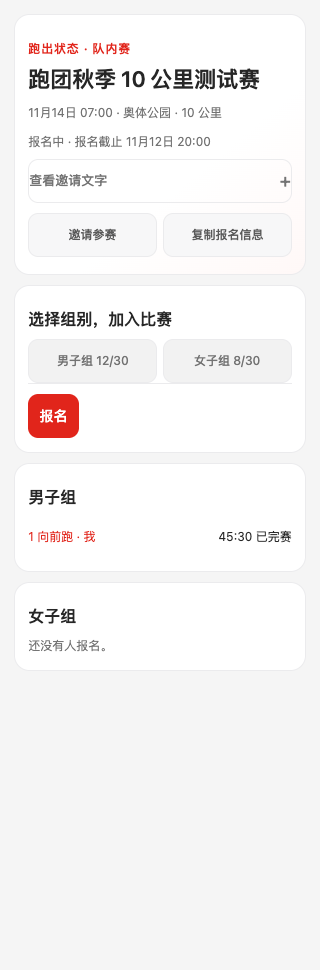 跑出状态 · 队内赛
跑团秋季 10 公里测试赛
11月14日 07:00 · 奥体公园 · 10 公里
报名中 · 报名截止 11月12日 20:00
查看邀请文字 +
邀请参赛 复制报名信息
选择组别，加入比赛
男子组 12/30 女子组 8/30
报名
男子组
1 向前跑 · 我 45:30 已完赛
女子组
还没有人报名。